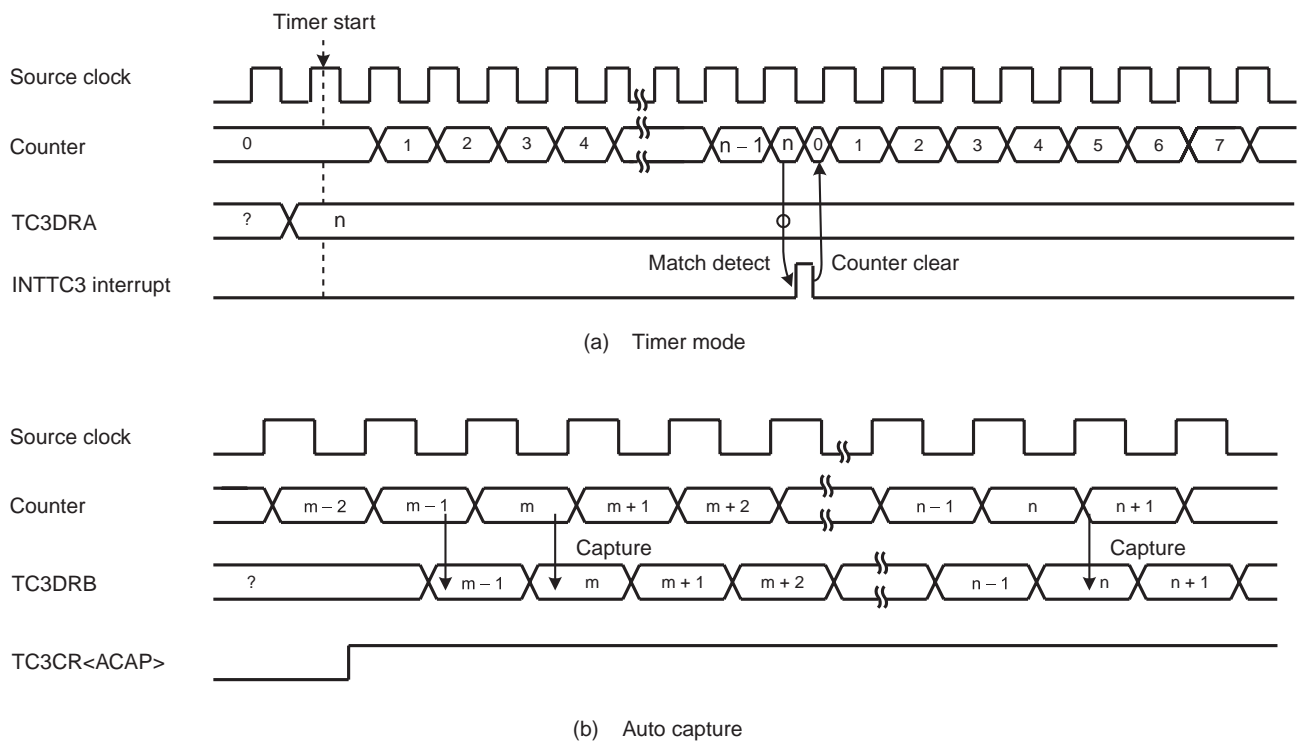 Timer start
Source clock
Counter 0 1 2 3 4 n – 1 n 0 1 2 3 4 5 6 7
TC3DRA ? n
Match detect Counter clear
INTTC3 interrupt
(a) Timer mode
Source clock
Counter m – 2 m – 1 m m + 1 m + 2 n – 1 n n + 1
Capture Capture
TC3DRB ? m – 1 m m + 1 m + 2 n – 1 n n + 1
TC3CR<ACAP>
(b) Auto capture